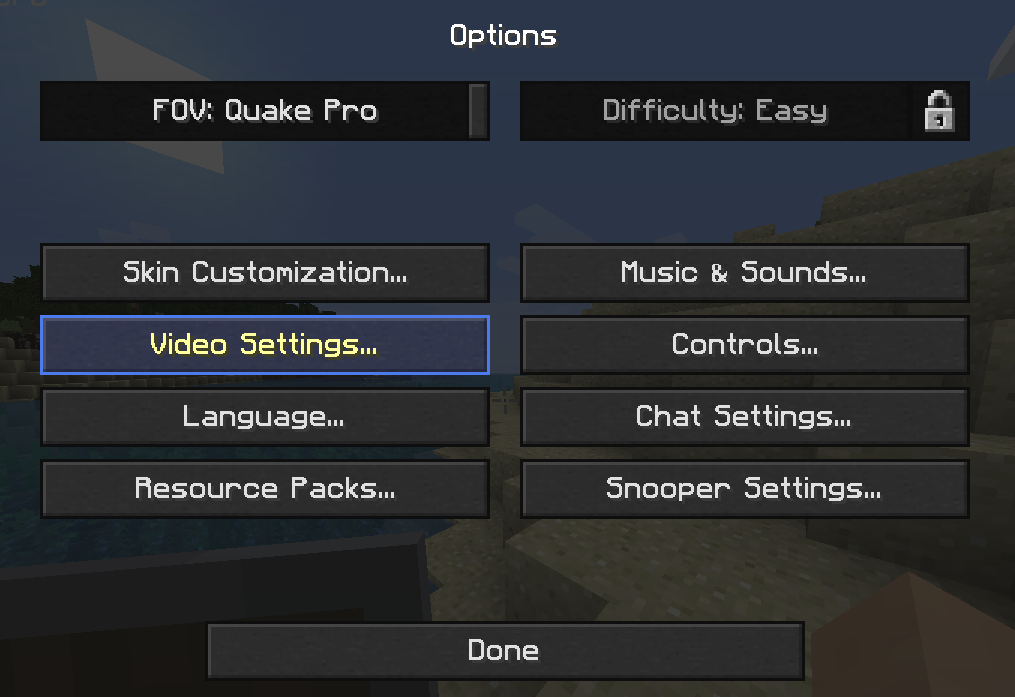 Options
FOV: Quake Pro
Difficulty: Easy
Skin Customization...
Music & Sounds...
Video Settings...
Controls...
Language...
Chat Settings...
Resource Packs...
Snooper Settings...
Done